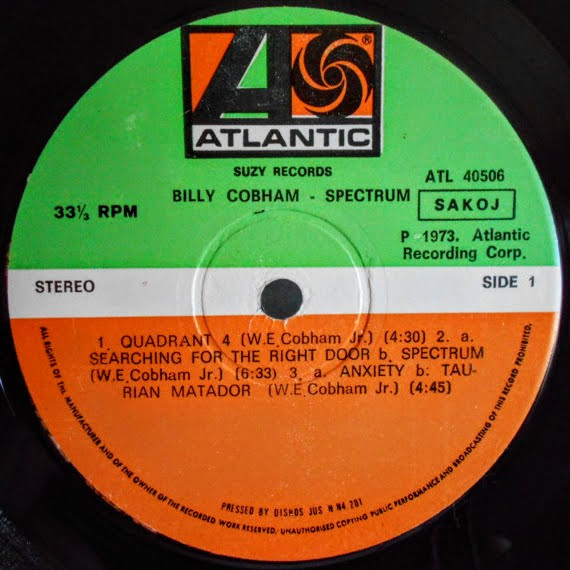 ATLANTIC
®
SUZY RECORDS
BILLY COBHAM - SPECTRUM
ATL 40506
SAKOJ
33⅓ RPM
P 1973. Atlantic
Recording Corp.
STEREO
SIDE 1
1. QUADRANT 4 (W.E.Cobham Jr.) (4:30) 2. a.
SEARCHING FOR THE RIGHT DOOR b. SPECTRUM
(W.E.Cobham Jr.) (6:33) 3. a. ANXIETY b: TAU-
RIAN MATADOR (W.E.Cobham Jr.) (4:45)
ALL RIGHTS OF THE MANUFACTURER AND OF THE OWNER OF THE RECORDED WORK RESERVED, UNAUTHORISED COPYING PUBLIC PERFORMANCE AND BROADCASTING OF THIS RECORD PROHIBITED.
PRESSED BY DISKOS JUS N N4 201